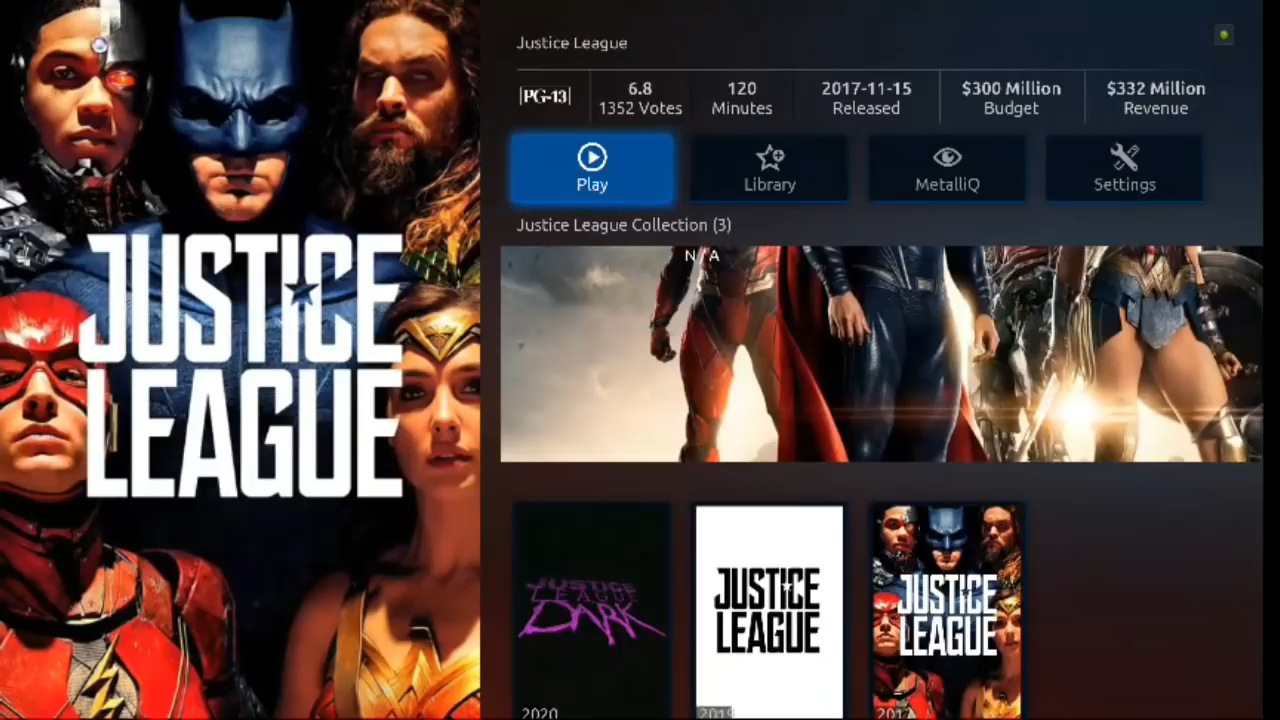 JUSTICE
LEAGUE
Justice League
PG-13
6.8
1352 Votes
120
Minutes
2017-11-15
Released
$300 Million
Budget
$332 Million
Revenue
Play
Library
MetalliQ
Settings
Justice League Collection (3)
N/A
JUSTICE
LEAGUE
DARK
2020
JUSTICE
LEAGUE
2019
JUSTICE
LEAGUE
2017